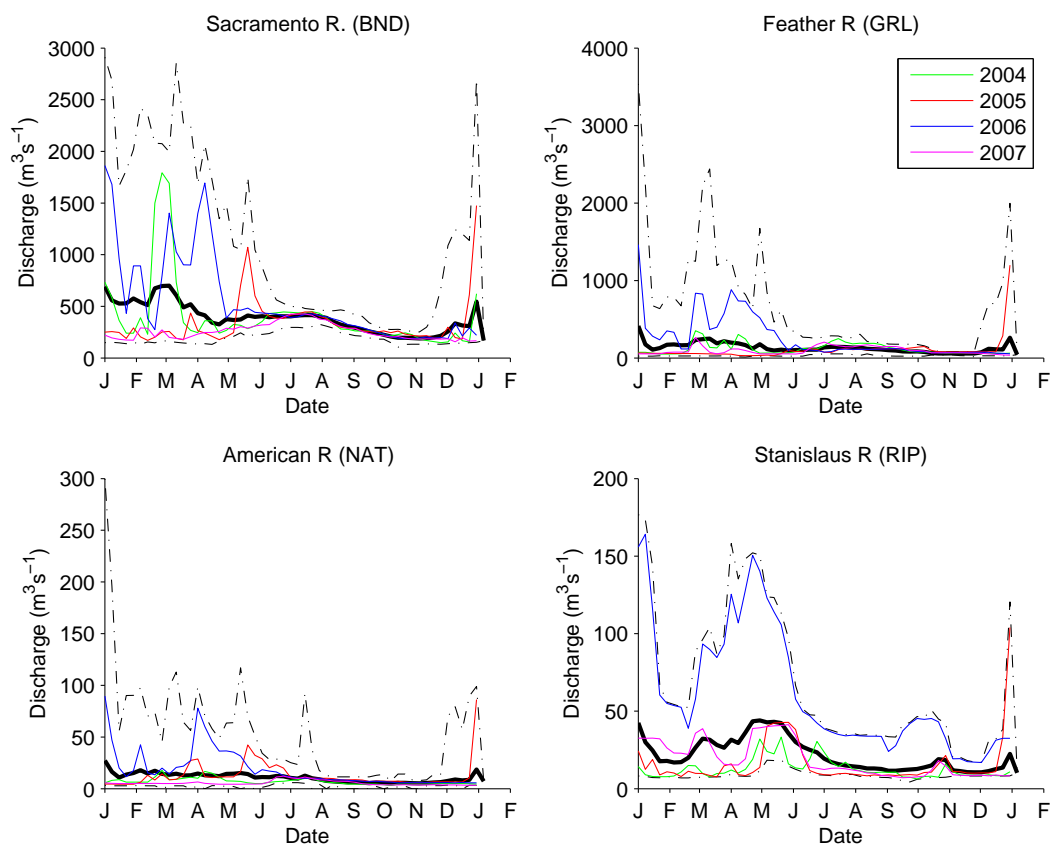 Sacramento R. (BND)
3000
2500
2000
1500
1000
500
0
Discharge (m³s⁻¹)
J F M A M J J A S O N D J F
Date
Feather R (GRL)
4000
3000
2000
1000
0
Discharge (m³s⁻¹)
J F M A M J J A S O N D J F
Date
2004
2005
2006
2007
American R (NAT)
300
250
200
150
100
50
0
Discharge (m³s⁻¹)
J F M A M J J A S O N D J F
Date
Stanislaus R (RIP)
200
150
100
50
0
Discharge (m³s⁻¹)
J F M A M J J A S O N D J F
Date